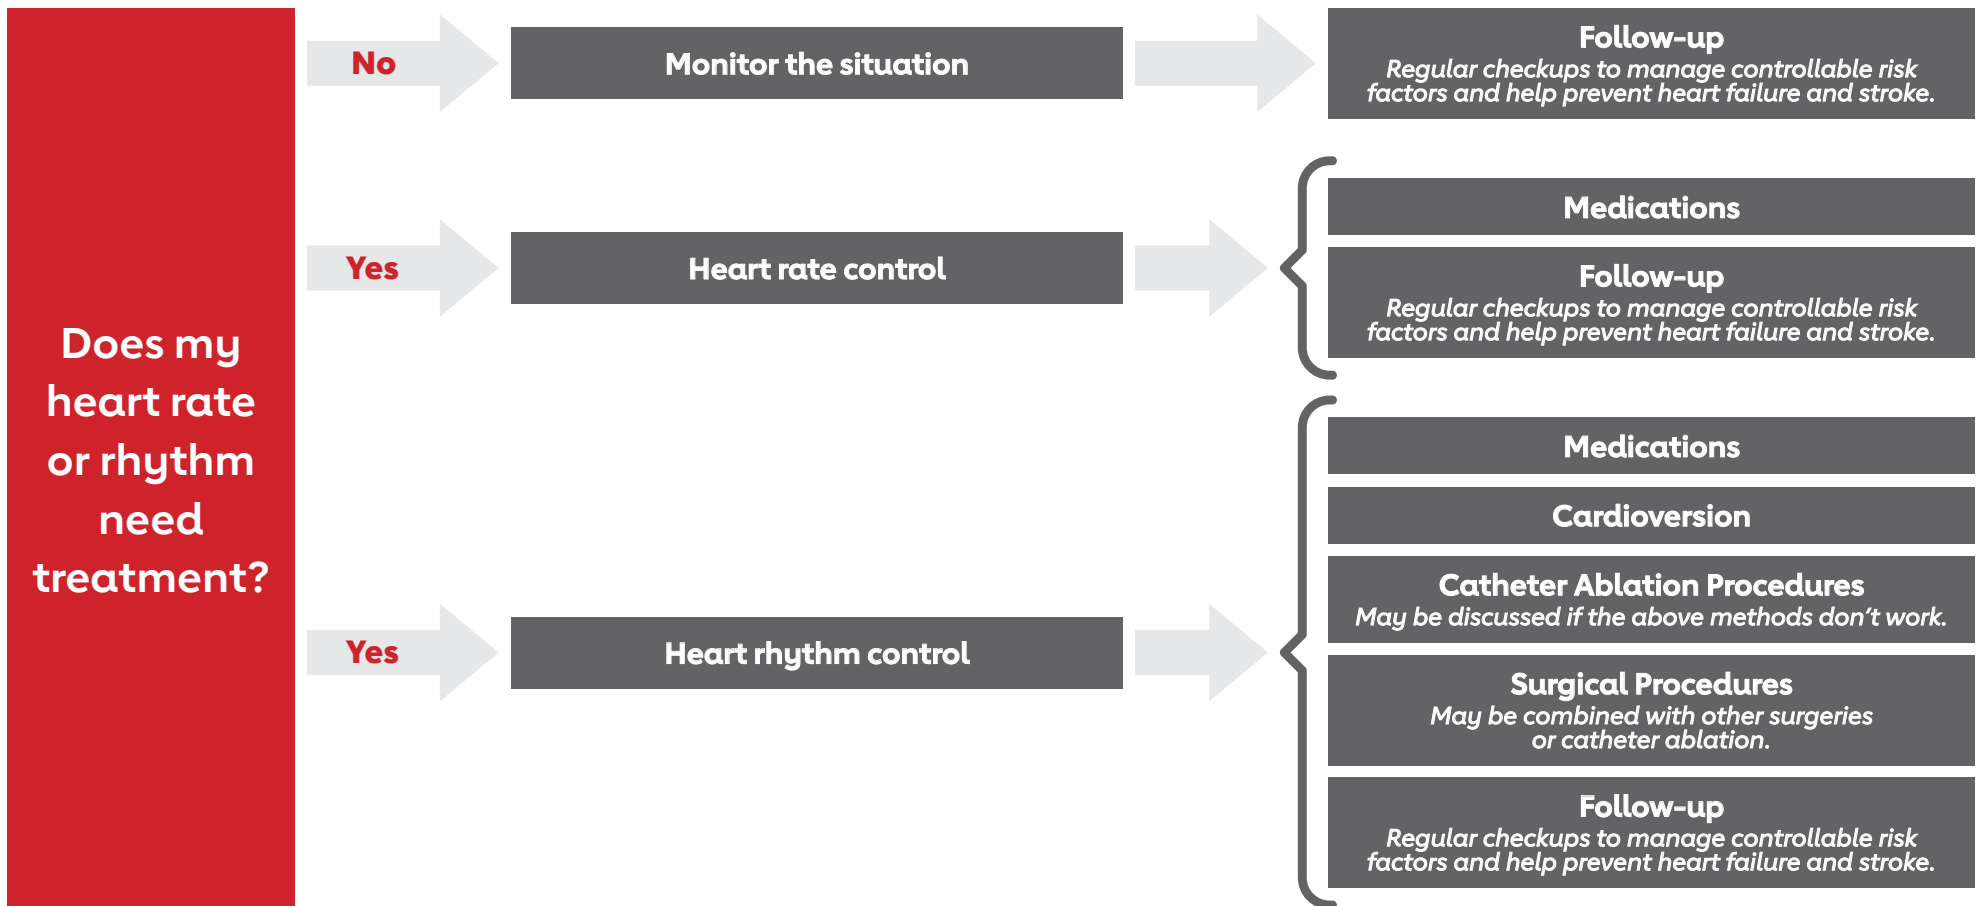 Does my
heart rate
or rhythm
need
treatment?
No
Monitor the situation
Follow-up
Regular checkups to manage controllable risk
factors and help prevent heart failure and stroke.
Yes
Heart rate control
Medications
Follow-up
Regular checkups to manage controllable risk
factors and help prevent heart failure and stroke.
Yes
Heart rhythm control
Medications
Cardioversion
Catheter Ablation Procedures
May be discussed if the above methods don't work.
Surgical Procedures
May be combined with other surgeries
or catheter ablation.
Follow-up
Regular checkups to manage controllable risk
factors and help prevent heart failure and stroke.